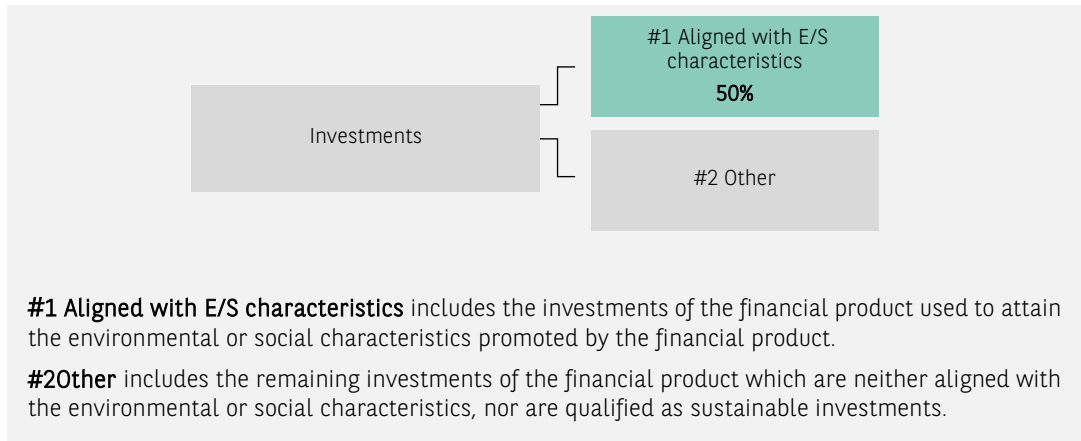 #1 Aligned with E/S
characteristics
50%
Investments
#2 Other
#1 Aligned with E/S characteristics includes the investments of the financial product used to attain
the environmental or social characteristics promoted by the financial product.
#2Other includes the remaining investments of the financial product which are neither aligned with
the environmental or social characteristics, nor are qualified as sustainable investments.